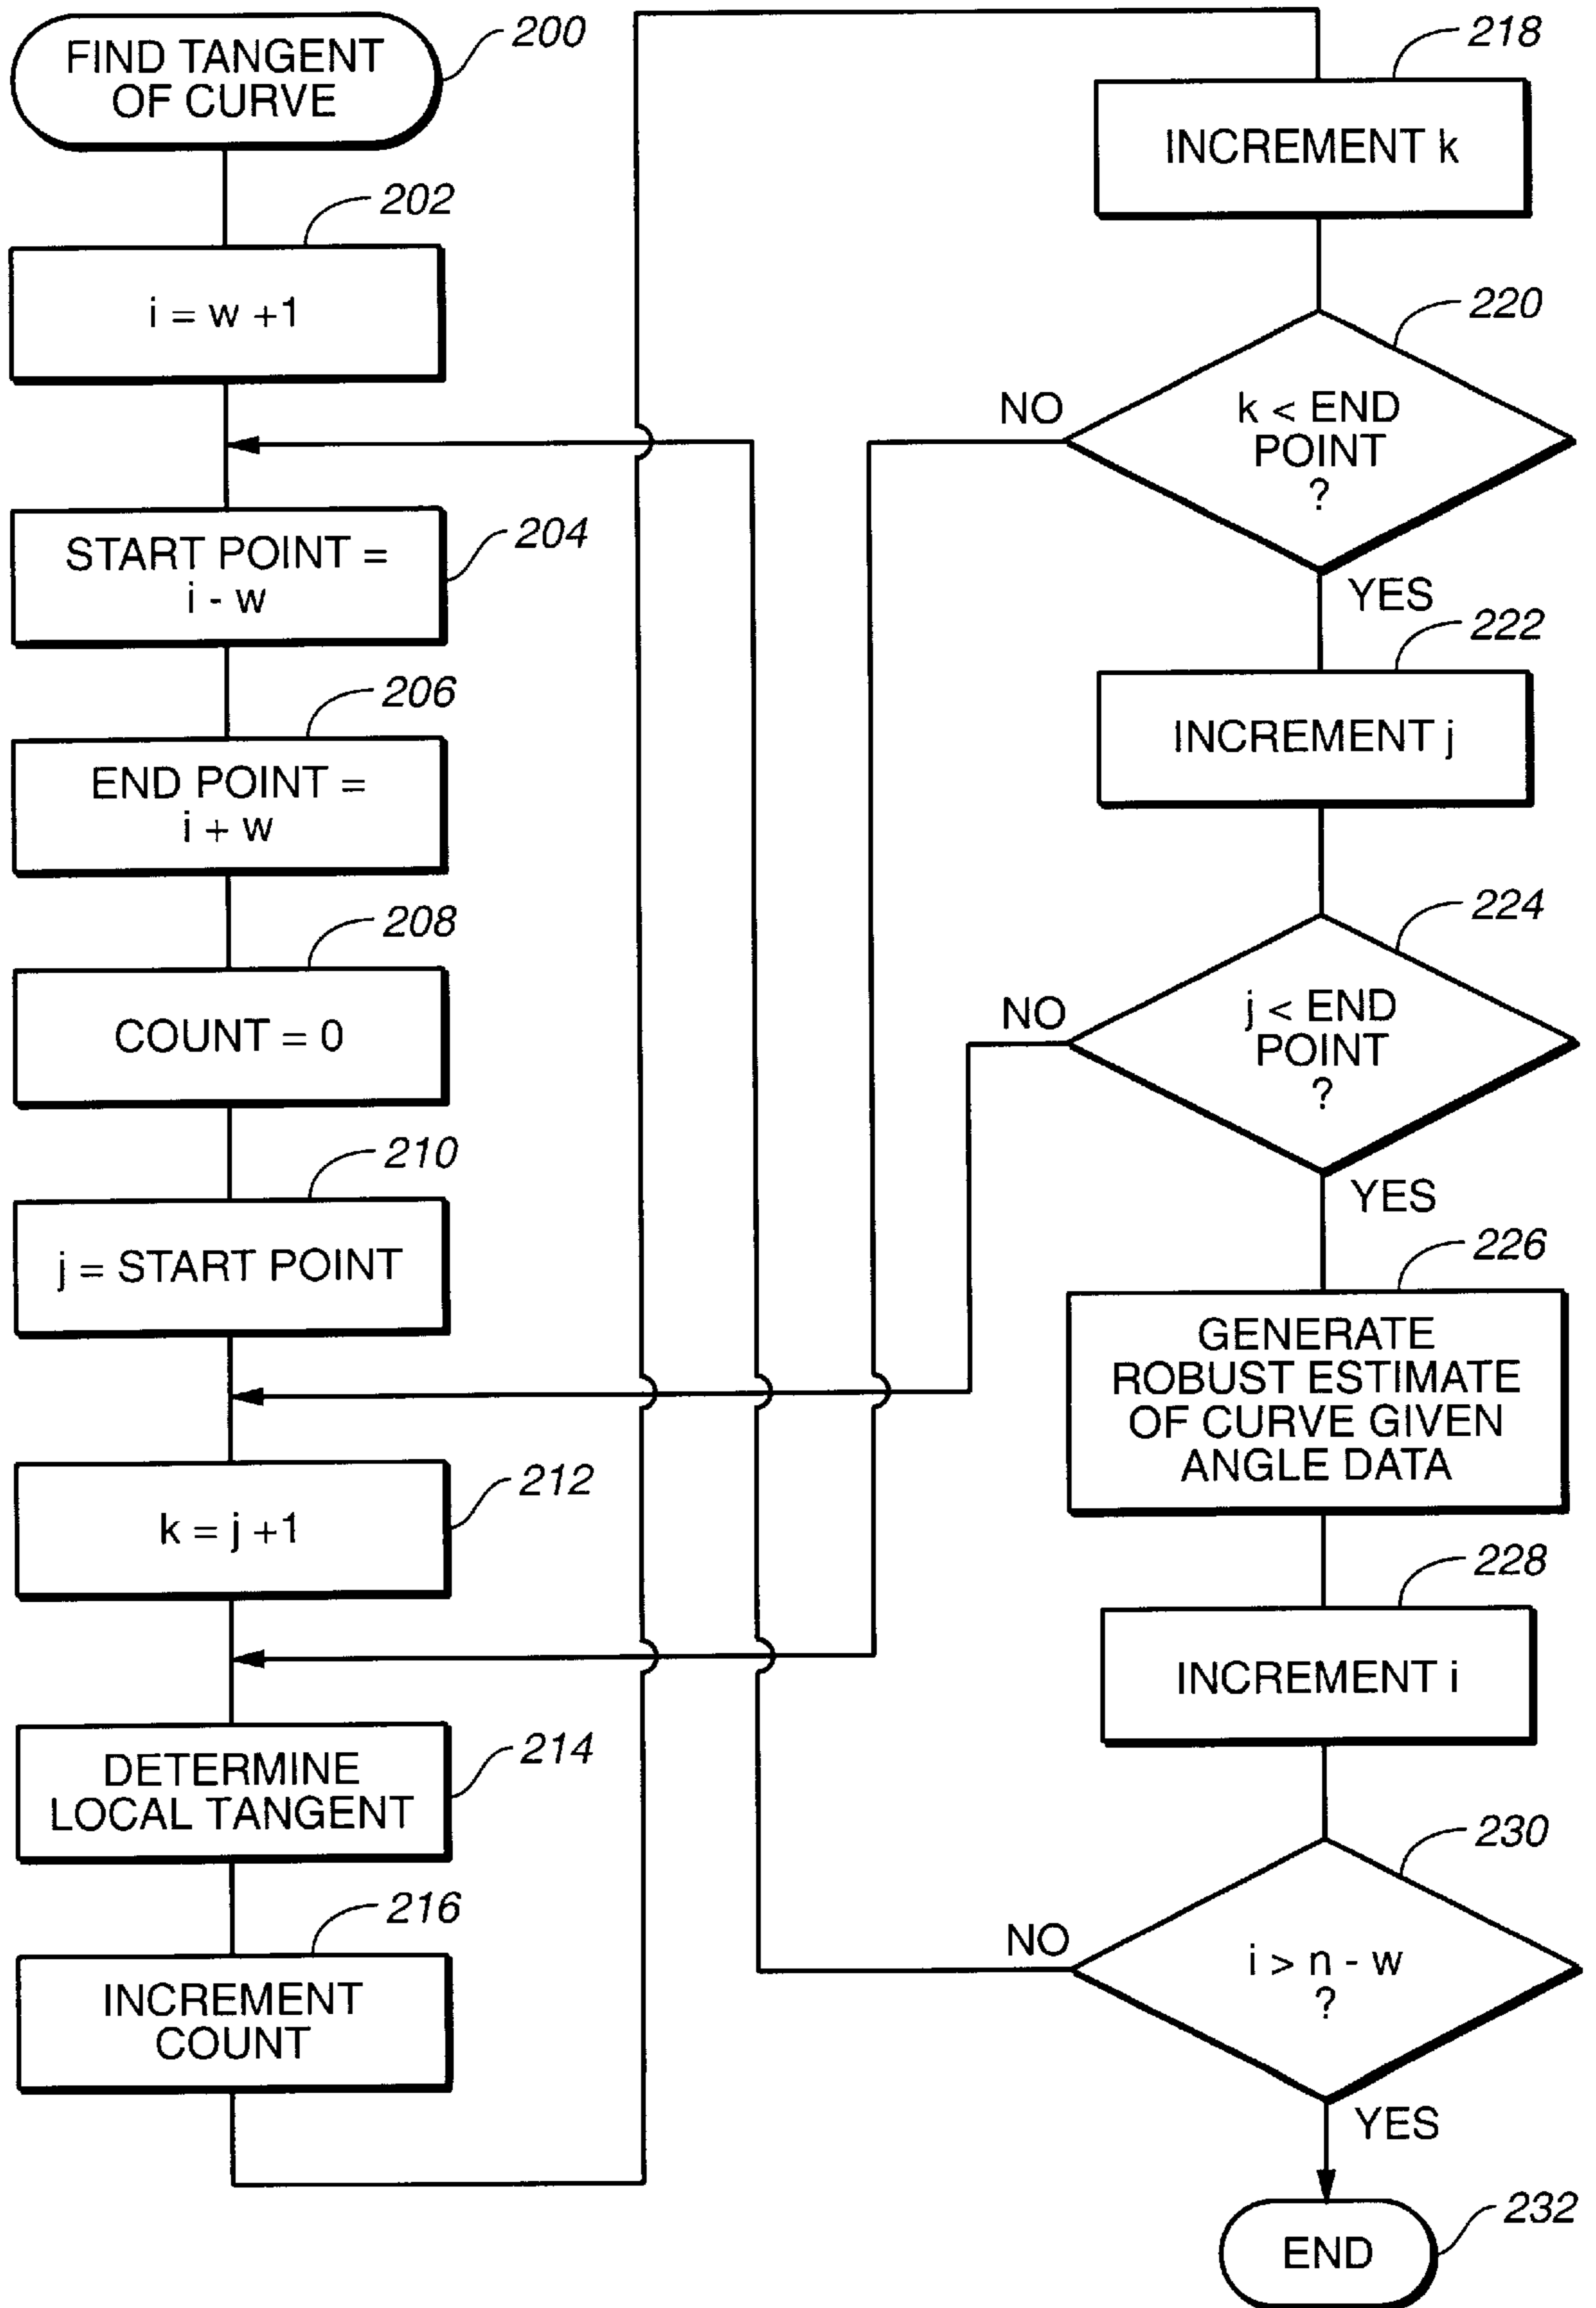 FIND TANGENT
OF CURVE
200
202
i = w +1
START POINT =
i - w
204
206
END POINT =
i + w
208
COUNT = 0
210
j = START POINT
k = j +1
212
DETERMINE
LOCAL TANGENT
214
216
INCREMENT
COUNT
218
INCREMENT k
220
NO
k < END
POINT
?
YES
222
INCREMENT j
224
NO
j < END
POINT
?
YES
226
GENERATE
ROBUST ESTIMATE
OF CURVE GIVEN
ANGLE DATA
228
INCREMENT i
230
NO
i > n - w
?
YES
232
END